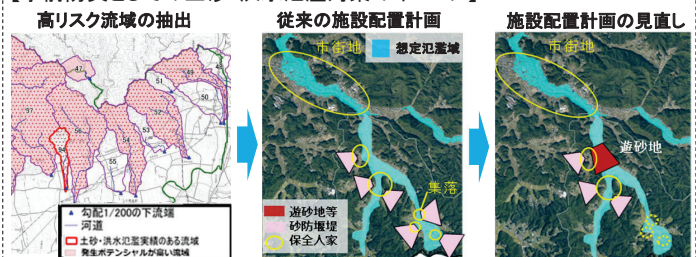 高リスク流域の抽出
従来の施設配置計画
施設配置計画の見直し
47
49
48
51
50
52
53
55
57
▲ 勾配1/200の下流端
河道
土砂・洪水氾濫実績のある流域
発生ポテンシャルが高い流域
市街地
想定氾濫域
集落
遊砂地等
砂防堰堤
保全人家
市街地
遊砂地